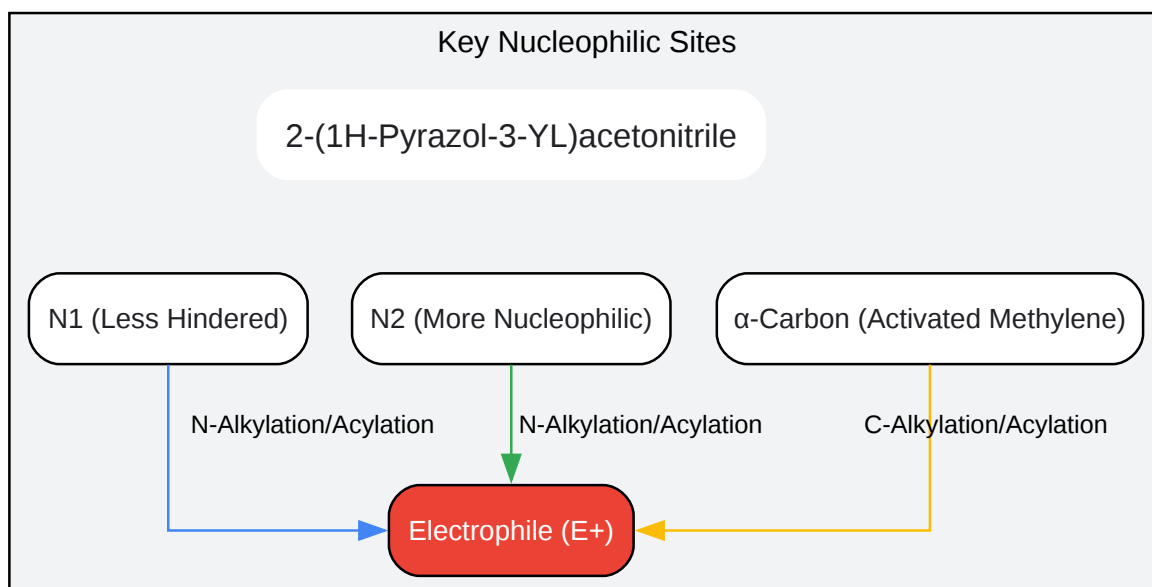 Key Nucleophilic Sites
2-(1H-Pyrazol-3-YL)acetonitrile
N1 (Less Hindered)
N2 (More Nucleophilic)
α-Carbon (Activated Methylene)
N-Alkylation/Acylation
N-Alkylation/Acylation
C-Alkylation/Acylation
Electrophile (E+)